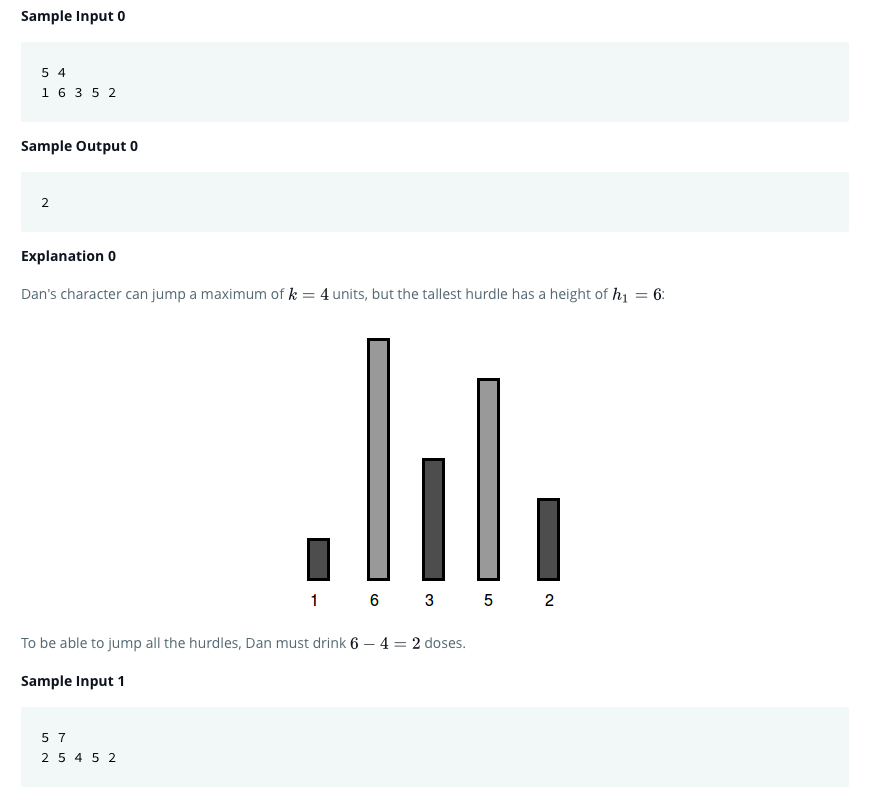 Sample Input 0
5 4
1 6 3 5 2
Sample Output 0
2
Explanation 0
Dan's character can jump a maximum of k = 4 units, but the tallest hurdle has a height of h₁ = 6:
1 6 3 5 2
To be able to jump all the hurdles, Dan must drink 6 − 4 = 2 doses.
Sample Input 1
5 7
2 5 4 5 2